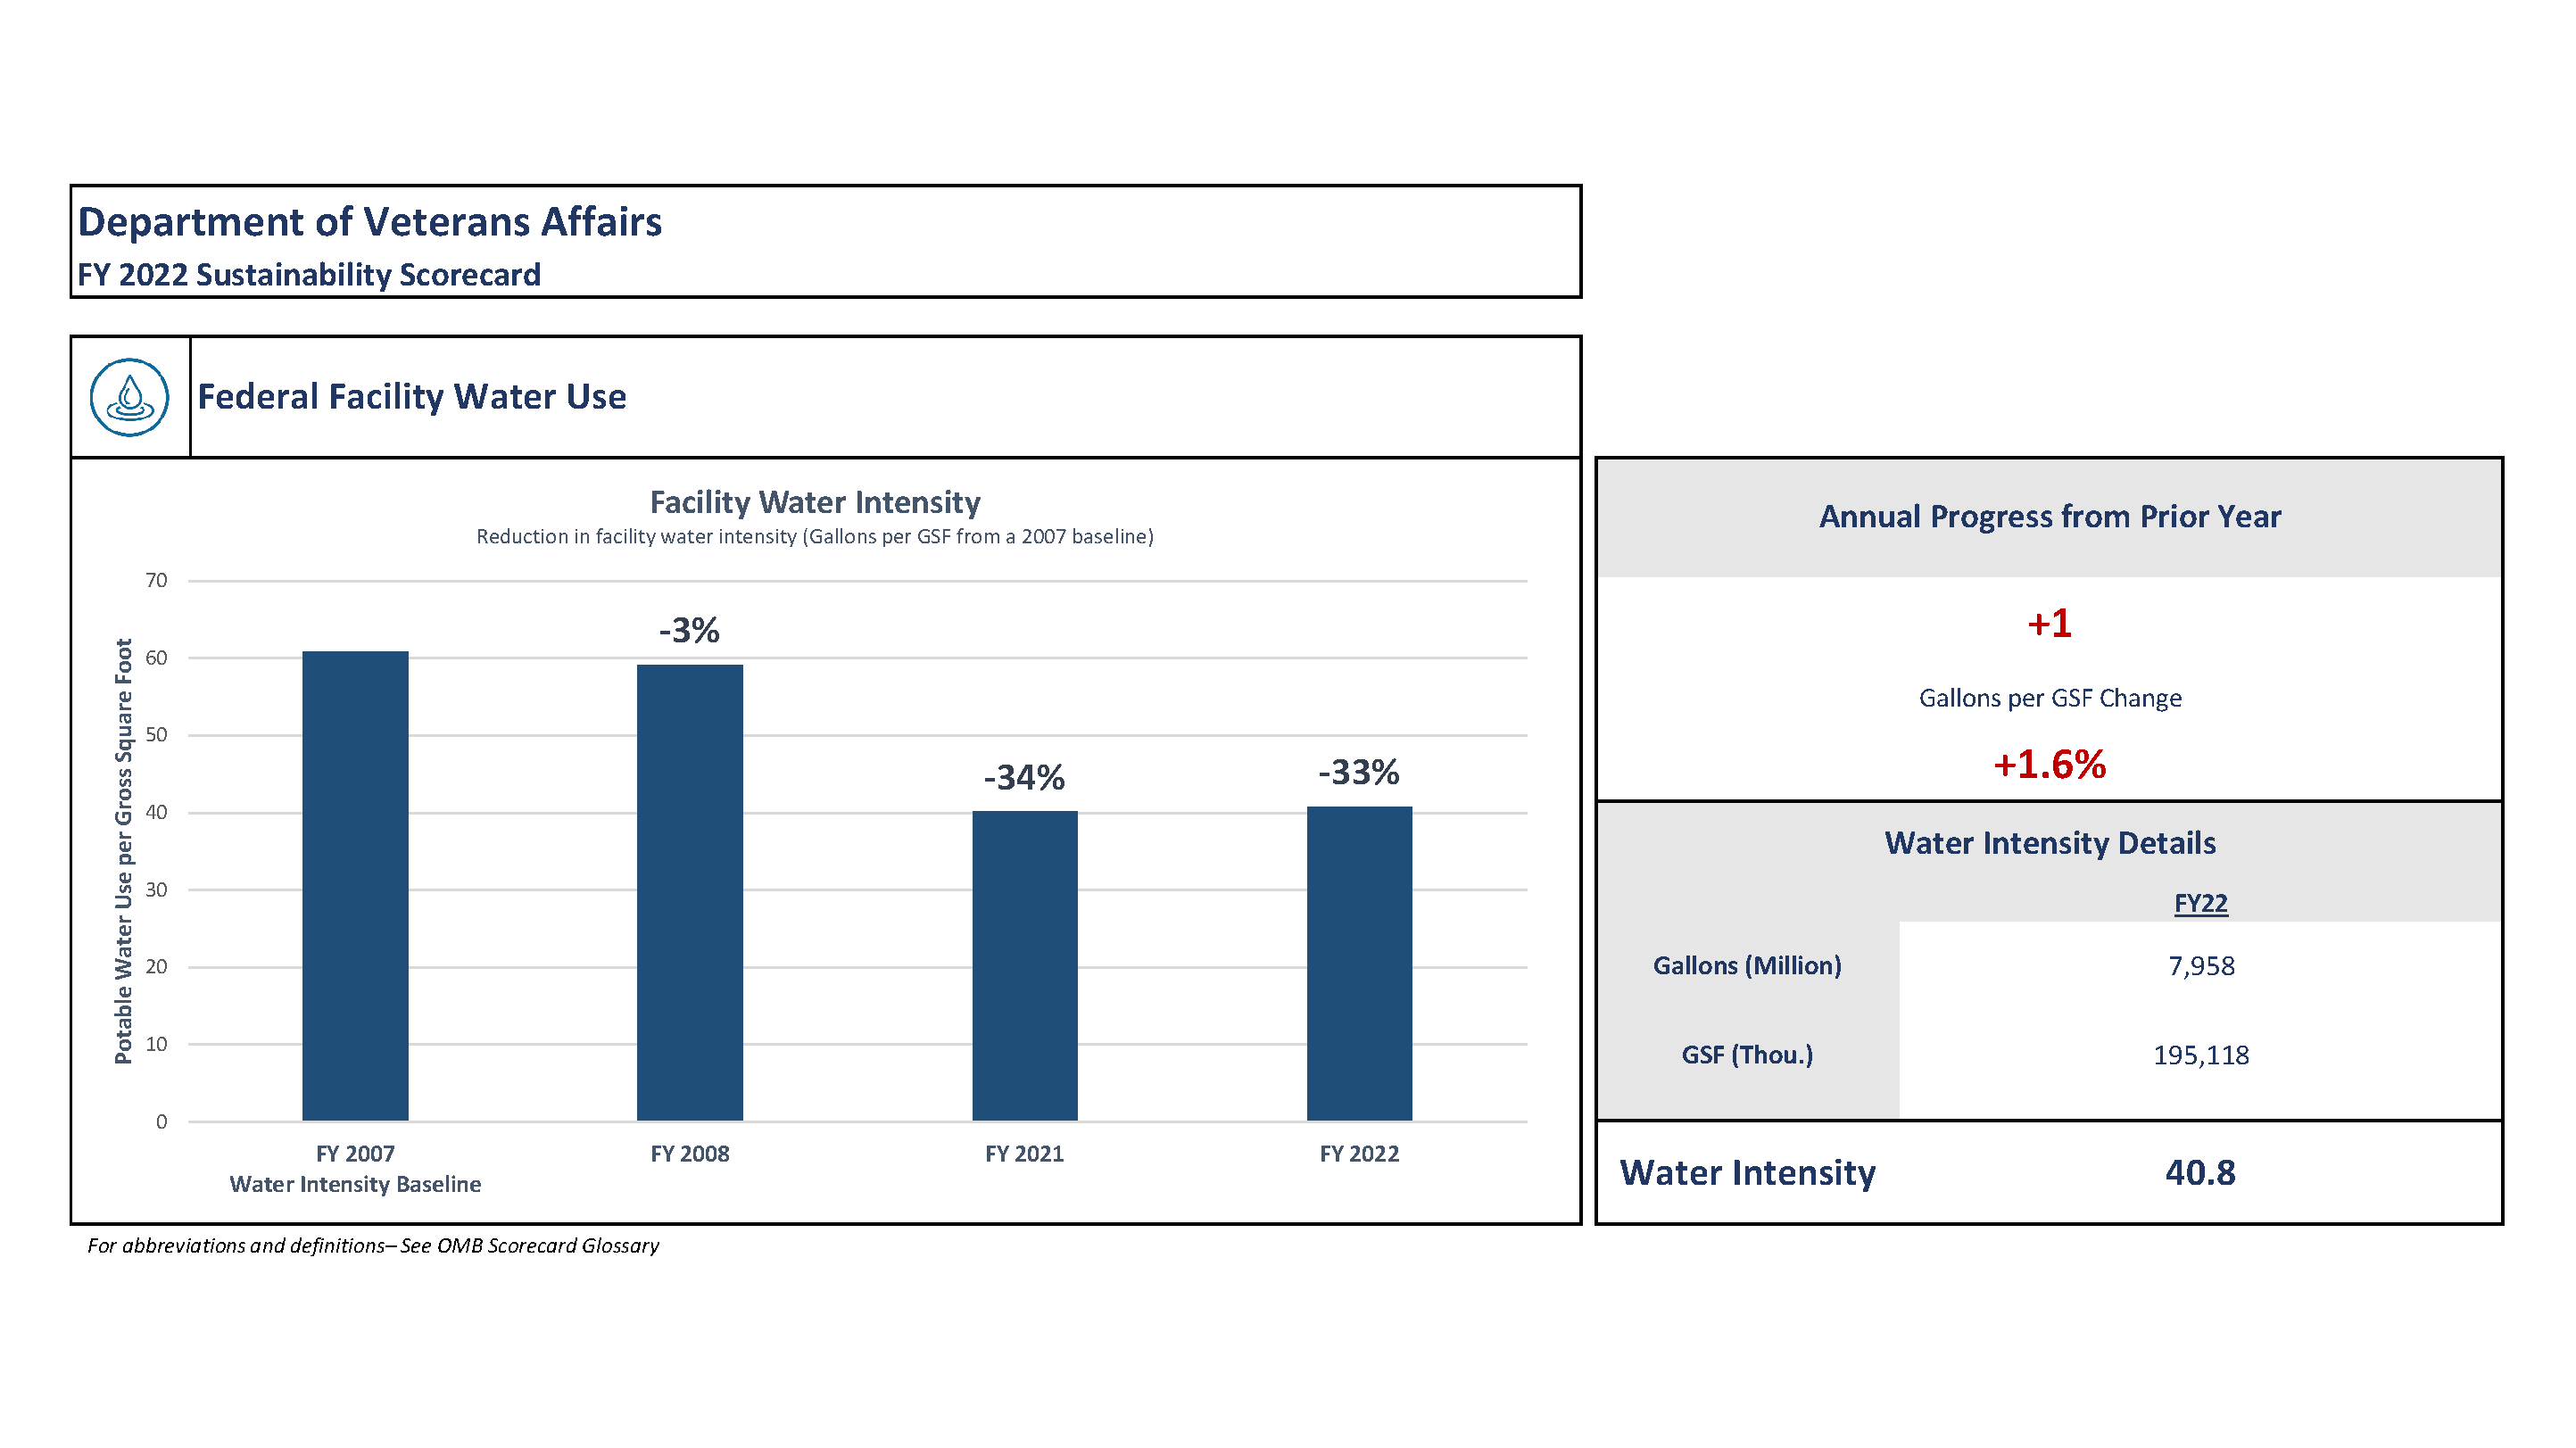 Department of Veterans Affairs
FY 2022 Sustainability Scorecard
Federal Facility Water Use
Facility Water Intensity
Reduction in facility water intensity (Gallons per GSF from a 2007 baseline)
Potable Water Use per Gross Square Foot
70
60
50
40
30
20
10
0
-3%
-34%
-33%
FY 2007
FY 2008
FY 2021
FY 2022
Water Intensity Baseline
Annual Progress from Prior Year
+1
Gallons per GSF Change
+1.6%
Water Intensity Details
FY22
Gallons (Million) 7,958
GSF (Thou.) 195,118
Water Intensity 40.8
For abbreviations and definitions– See OMB Scorecard Glossary